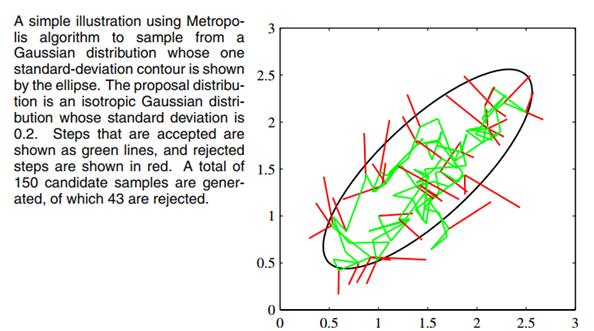 A simple illustration using Metropo-
lis algorithm to sample from a
Gaussian distribution whose one
standard-deviation contour is shown
by the ellipse. The proposal distribu-
tion is an isotropic Gaussian distri-
bution whose standard deviation is
0.2. Steps that are accepted are
shown as green lines, and rejected
steps are shown in red. A total of
150 candidate samples are gener-
ated, of which 43 are rejected.
3
2.5
2
1.5
1
0.5
0
0 0.5 1 1.5 2 2.5 3